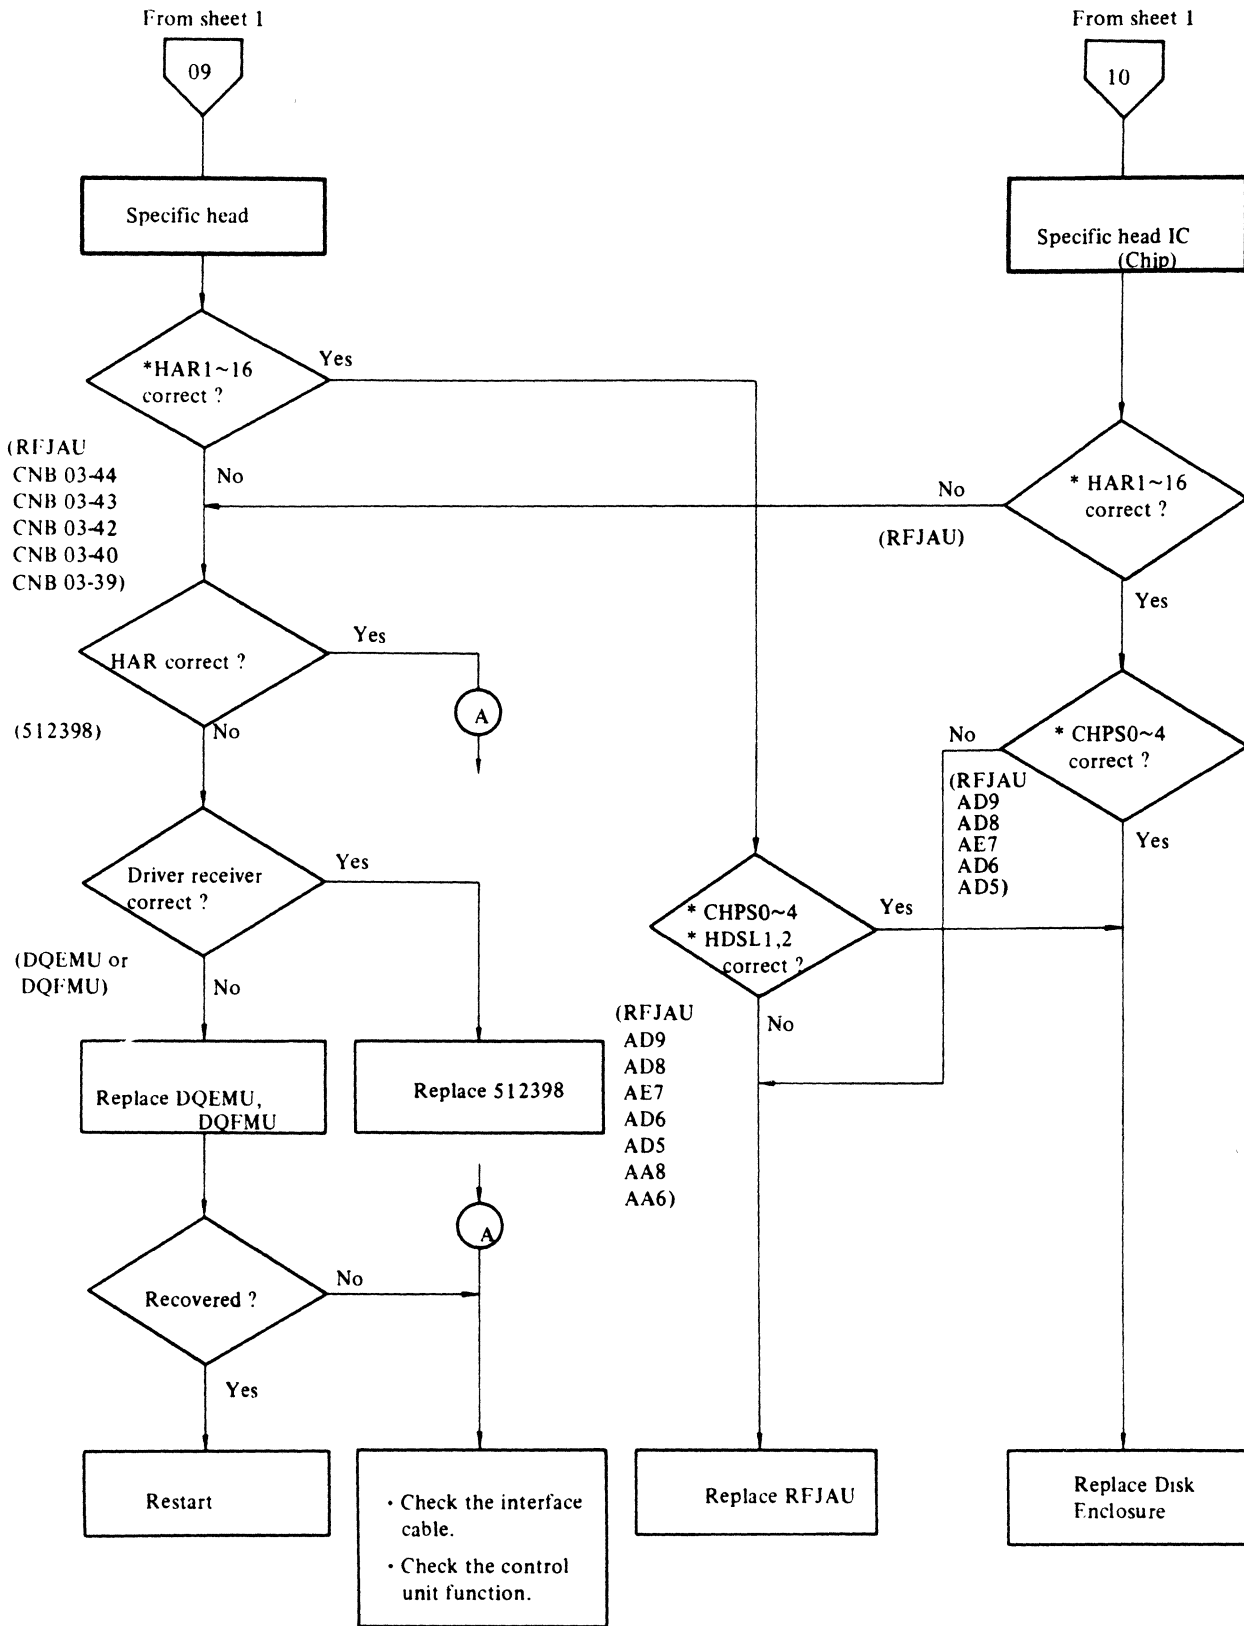 From sheet 1
09
Specific head
*HAR1~16
correct ?
Yes
No
(RFJAU
CNB 03-44
CNB 03-43
CNB 03-42
CNB 03-40
CNB 03-39)
HAR correct ?
Yes
A
(512398)
No
Driver receiver
correct ?
Yes
(DQEMU or
DQFMU)
No
Replace DQEMU,
DQFMU
Replace 512398
A
Recovered ?
No
Yes
Restart
· Check the interface
cable.
· Check the control
unit function.
From sheet 1
10
Specific head IC
(Chip)
* HAR1~16
correct ?
No
(RFJAU)
Yes
* CHPS0~4
correct ?
No
(RFJAU
AD9
AD8
AE7
AD6
AD5)
Yes
* CHPS0~4
* HDSL1,2
correct ?
Yes
No
(RFJAU
AD9
AD8
AE7
AD6
AD5
AA8
AA6)
Replace RFJAU
Replace Disk
Enclosure